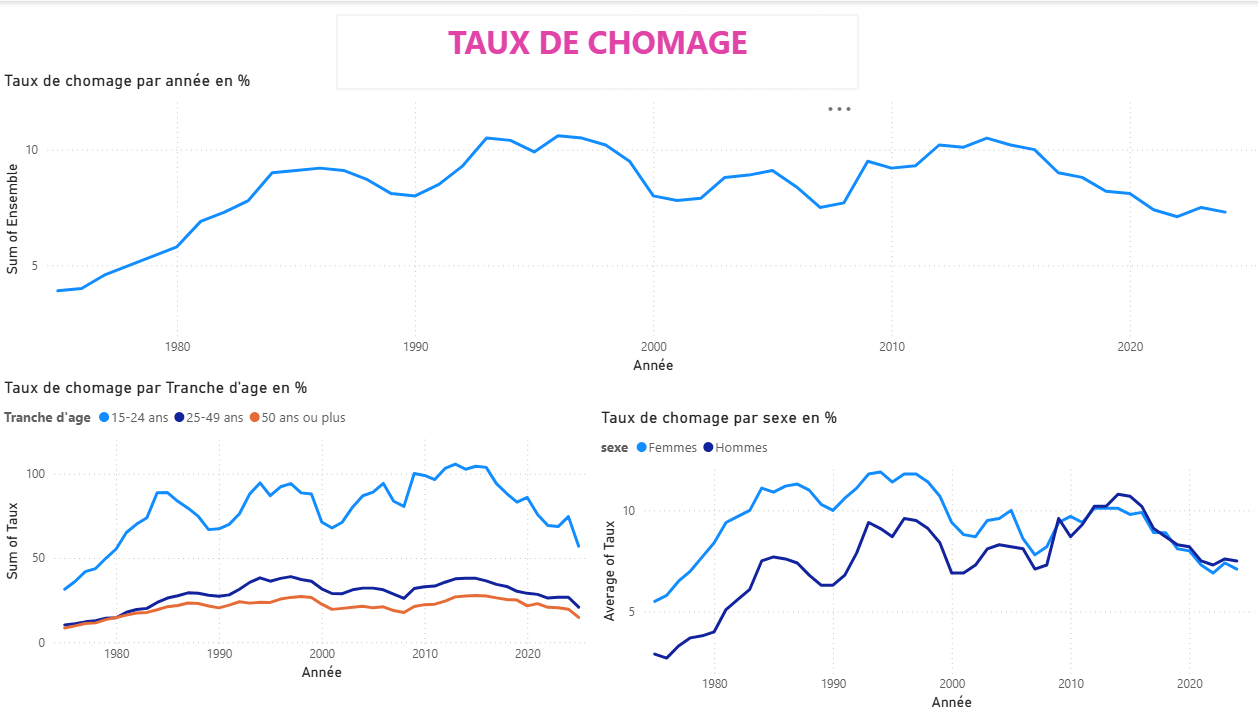 TAUX DE CHOMAGE
Taux de chomage par année en %
Sum of Ensemble
10
5
1980 1990 2000 2010 2020
Année
Taux de chomage par Tranche d'age en %
Tranche d'age 15-24 ans 25-49 ans 50 ans ou plus
Sum of Taux
100
50
0
1980 1990 2000 2010 2020
Année
Taux de chomage par sexe en %
sexe Femmes Hommes
Average of Taux
10
5
1980 1990 2000 2010 2020
Année